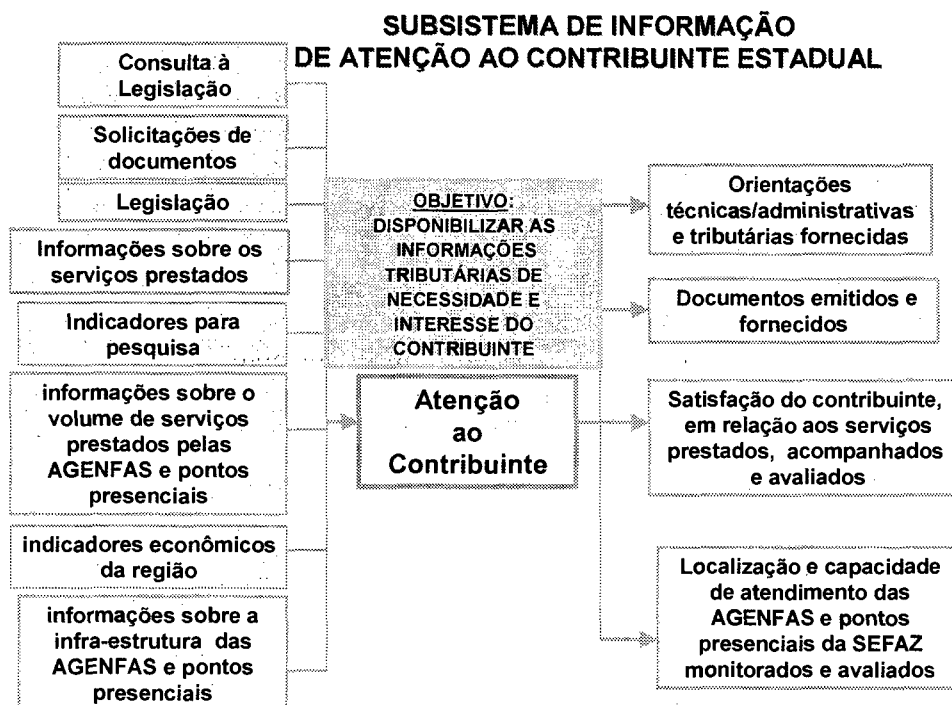 SUBSISTEMA DE INFORMAÇÃO
DE ATENÇÃO AO CONTRIBUINTE ESTADUAL
Consulta à
Legislação
Solicitações de
documentos
Legislação
Informações sobre os
serviços prestados
Indicadores para
pesquisa
informações sobre o
volume de serviços
prestados pelas
AGENFAS e pontos
presenciais
indicadores econômicos
da região
informações sobre a
infra-estrutura das
AGENFAS e pontos
presenciais
OBJETIVO:
DISPONIBILIZAR AS
INFORMAÇÕES
TRIBUTÁRIAS DE
NECESSIDADE E
INTERESSE DO
CONTRIBUINTE
Atenção
ao
Contribuinte
Orientações
técnicas/administrativas
e tributárias fornecidas
Documentos emitidos e
fornecidos
Satisfação do contribuinte,
em relação aos serviços
prestados, acompanhados
e avaliados
Localização e capacidade
de atendimento das
AGENFAS e pontos
presenciais da SEFAZ
monitorados e avaliados